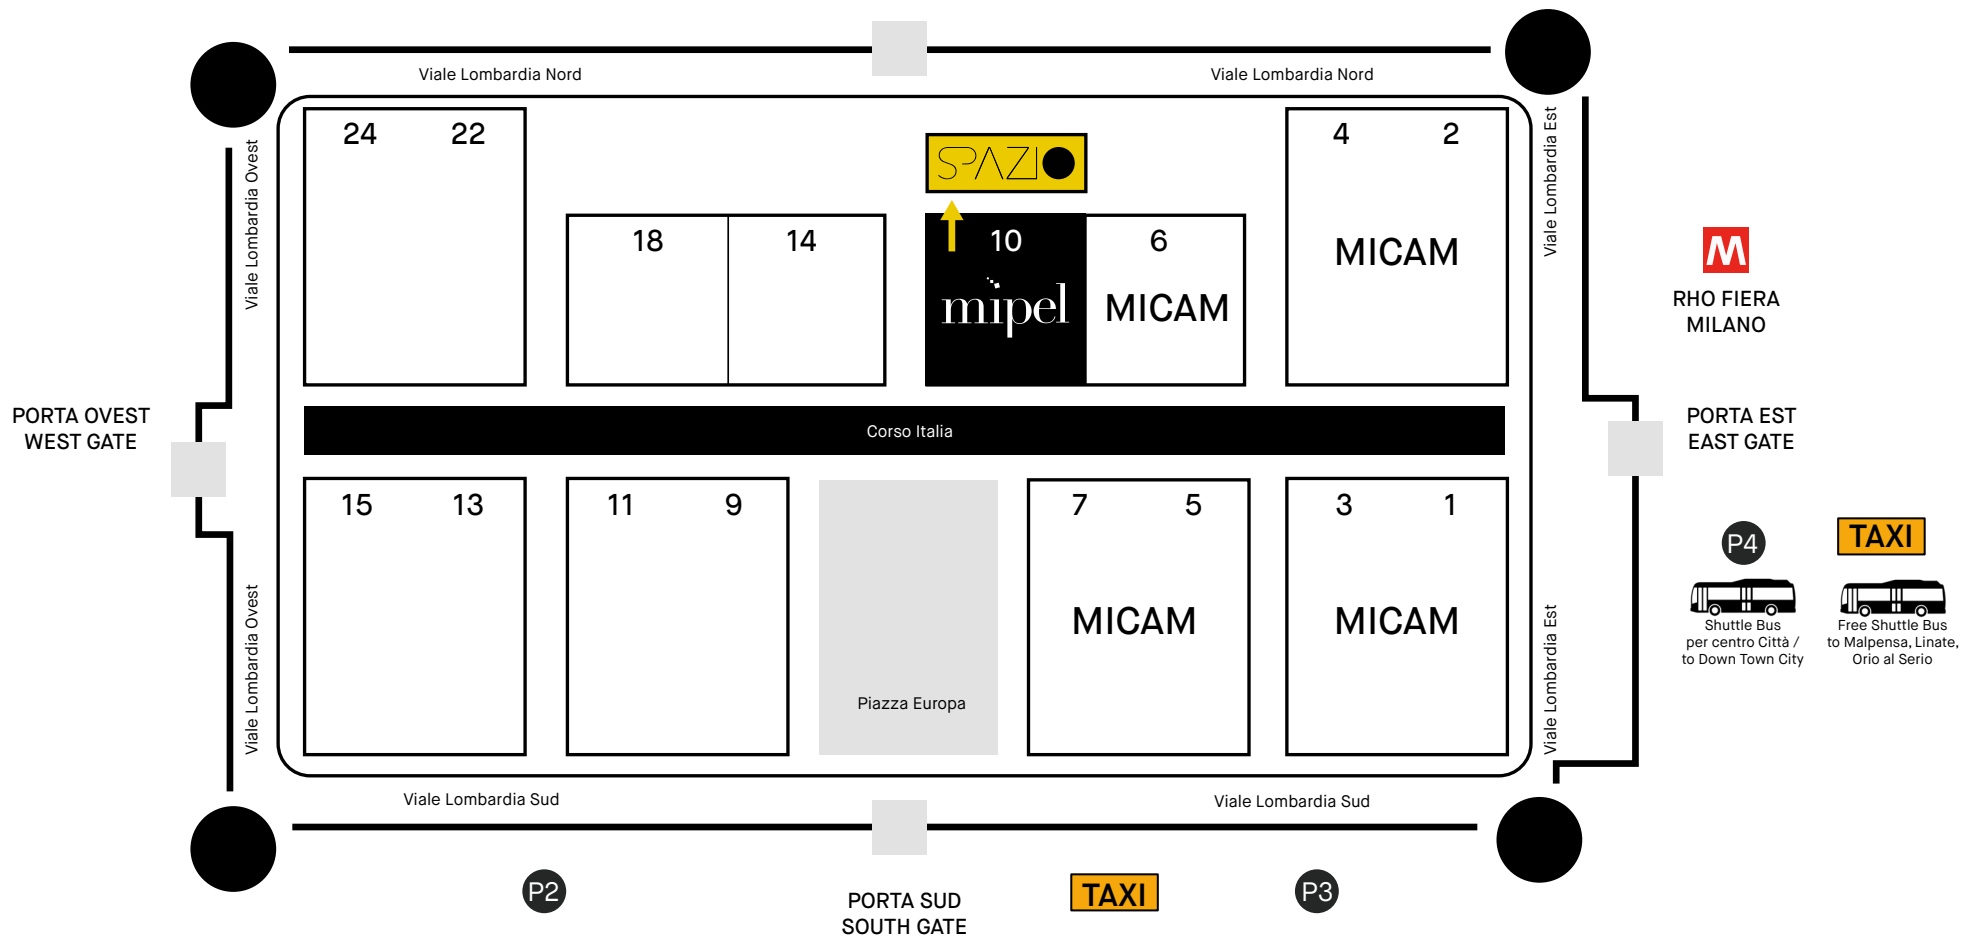 Viale Lombardia Nord
Viale Lombardia Nord
24 22
4 2
SPAZIO
Viale Lombardia Ovest
Viale Lombardia Est
18 14
10
6
mipel
MICAM
MICAM
M
RHO FIERA
MILANO
PORTA OVEST
WEST GATE
Corso Italia
PORTA EST
EAST GATE
15 13
11 9
7 5
3 1
MICAM
MICAM
Piazza Europa
Viale Lombardia Ovest
Viale Lombardia Est
P4
TAXI
Shuttle Bus
per centro Città /
to Down Town City
Free Shuttle Bus
to Malpensa, Linate,
Orio al Serio
Viale Lombardia Sud
Viale Lombardia Sud
P2
PORTA SUD
SOUTH GATE
TAXI
P3